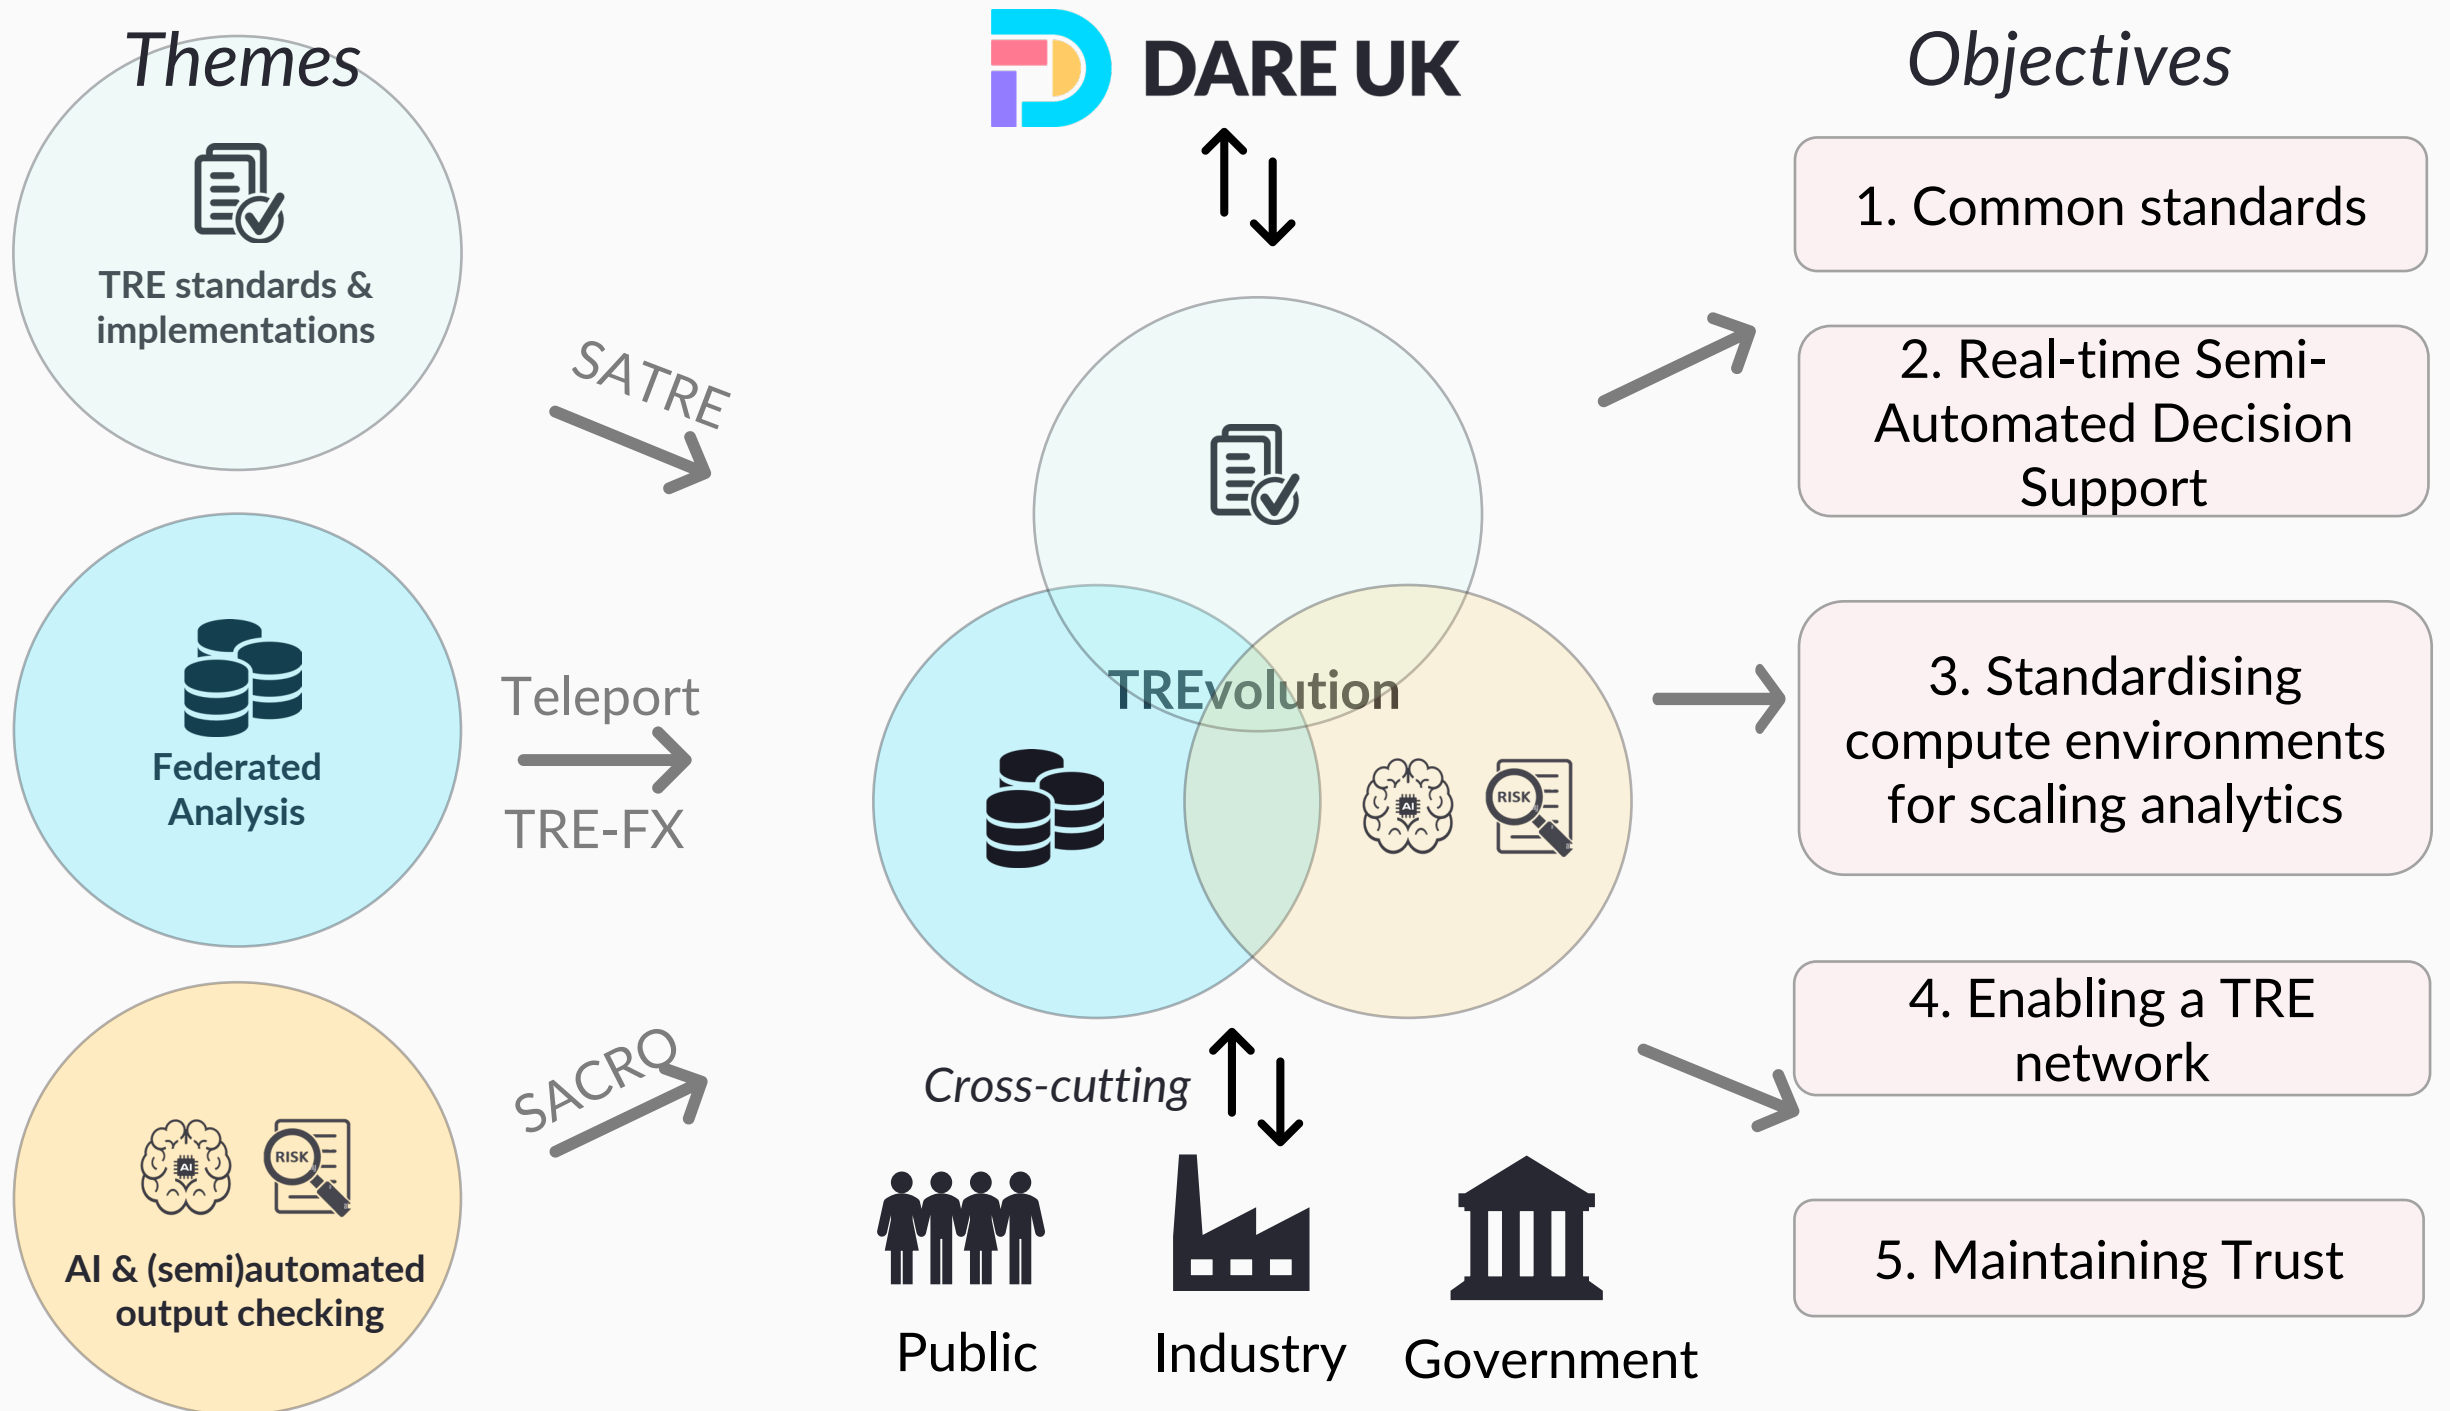 Themes
TRE standards &
implementations
Federated
Analysis
RISK
AI
AI & (semi)automated
output checking
SATRE
Teleport
TRE-FX
SACRO
DARE UK
TREvolution
AI
RISK
Cross-cutting
Public
Industry
Government
Objectives
1. Common standards
2. Real-time Semi-
Automated Decision
Support
3. Standardising
compute environments
for scaling analytics
4. Enabling a TRE
network
5. Maintaining Trust